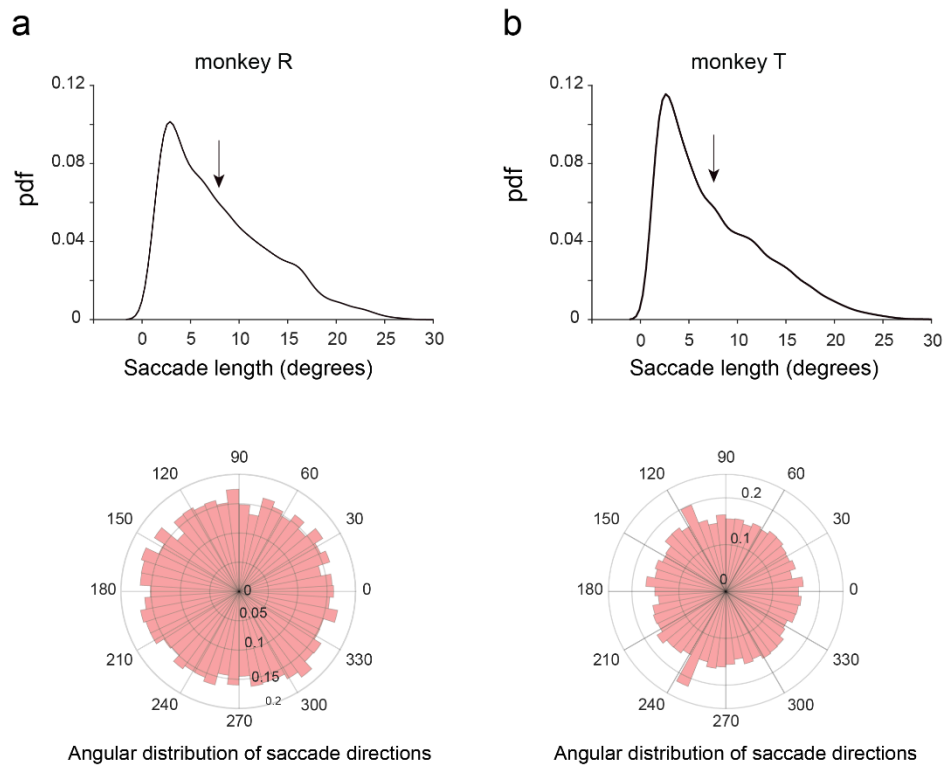 a
b
monkey R
monkey T
0.12
0.08
0.04
0
pdf
0 5 10 15 20 25 30
Saccade length (degrees)
0.12
0.08
0.04
0
pdf
0 5 10 15 20 25 30
Saccade length (degrees)
90
120 60
150 30
180 0 0
0.05
0.1
210 330
0.15
0.2
240 300
270
Angular distribution of saccade directions
90
120 60
0.2
150 30
0.1
180 0 0
210 330
240 300
270
Angular distribution of saccade directions